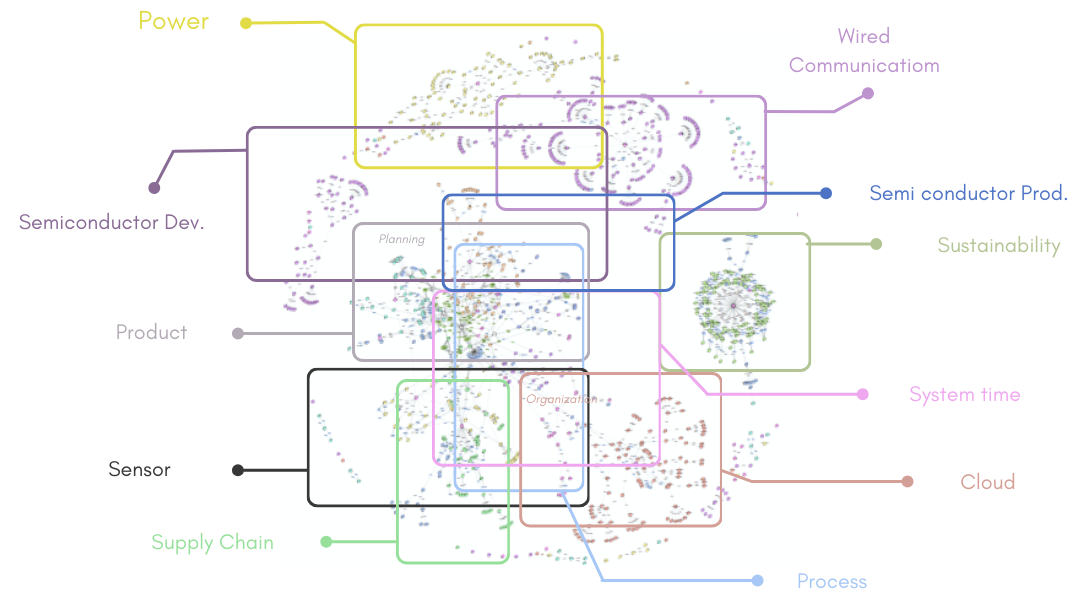 Power
Wired
Communicatiom
Semi conductor Prod.
Semiconductor Dev.
Planning
Sustainability
Product
System time
Organization
Sensor
Cloud
Supply Chain
Process